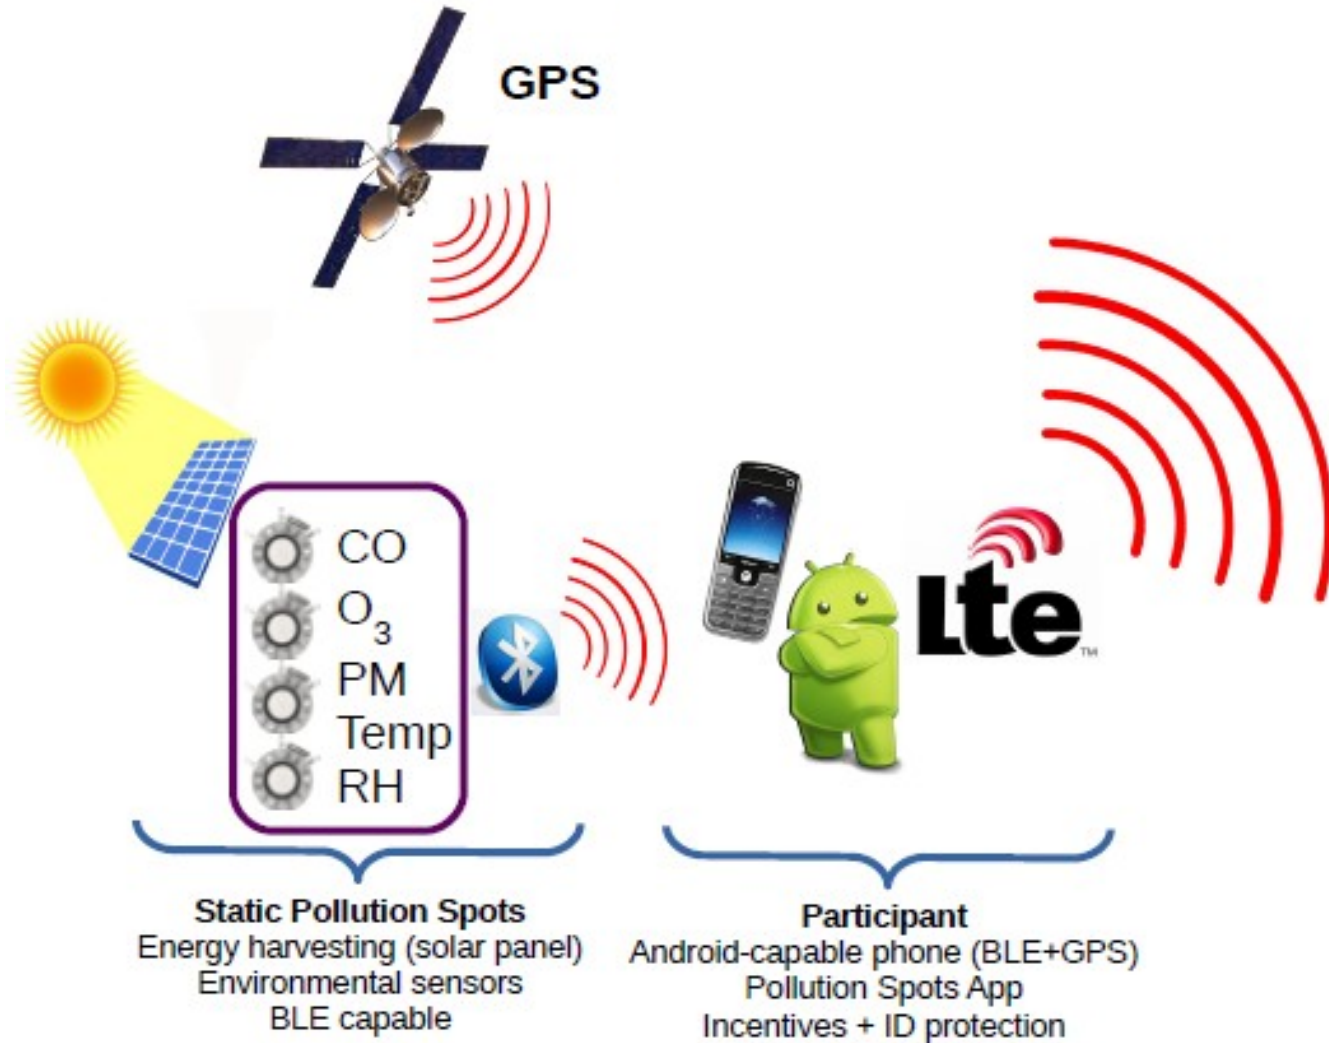 GPS
CO
O₃
PM
Temp
RH
Lte™
Static Pollution Spots
Energy harvesting (solar panel)
Environmental sensors
BLE capable
Participant
Android-capable phone (BLE+GPS)
Pollution Spots App
Incentives + ID protection